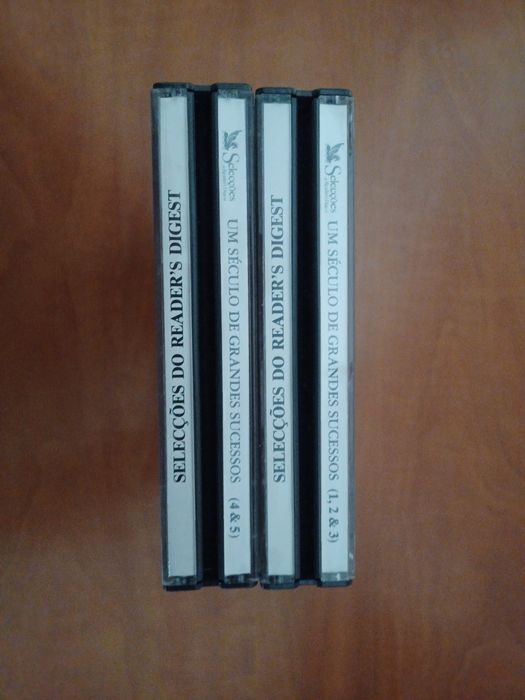 SELECÇÕES DO READER'S DIGEST
Selecções
UM SÉCULO DE GRANDES SUCESSOS (4 & 5)
SELECÇÕES DO READER'S DIGEST
Selecções
UM SÉCULO DE GRANDES SUCESSOS (1, 2 & 3)